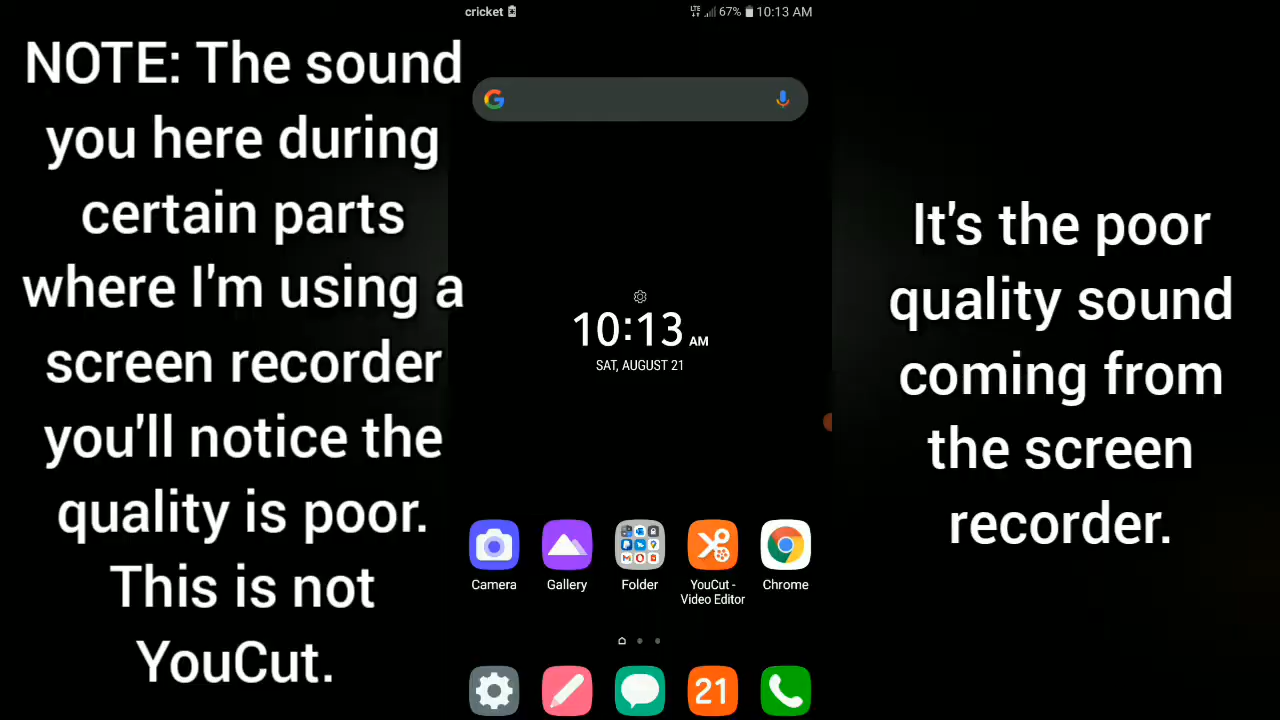 cricket
LTE 67% 10:13 AM
NOTE: The sound
you here during
certain parts
where I'm using a
screen recorder
you'll notice the
quality is poor.
This is not
YouCut.
10:13 AM
SAT, AUGUST 21
Camera
Gallery
Folder
YouCut -
Video Editor
Chrome
21
It's the poor
quality sound
coming from
the screen
recorder.